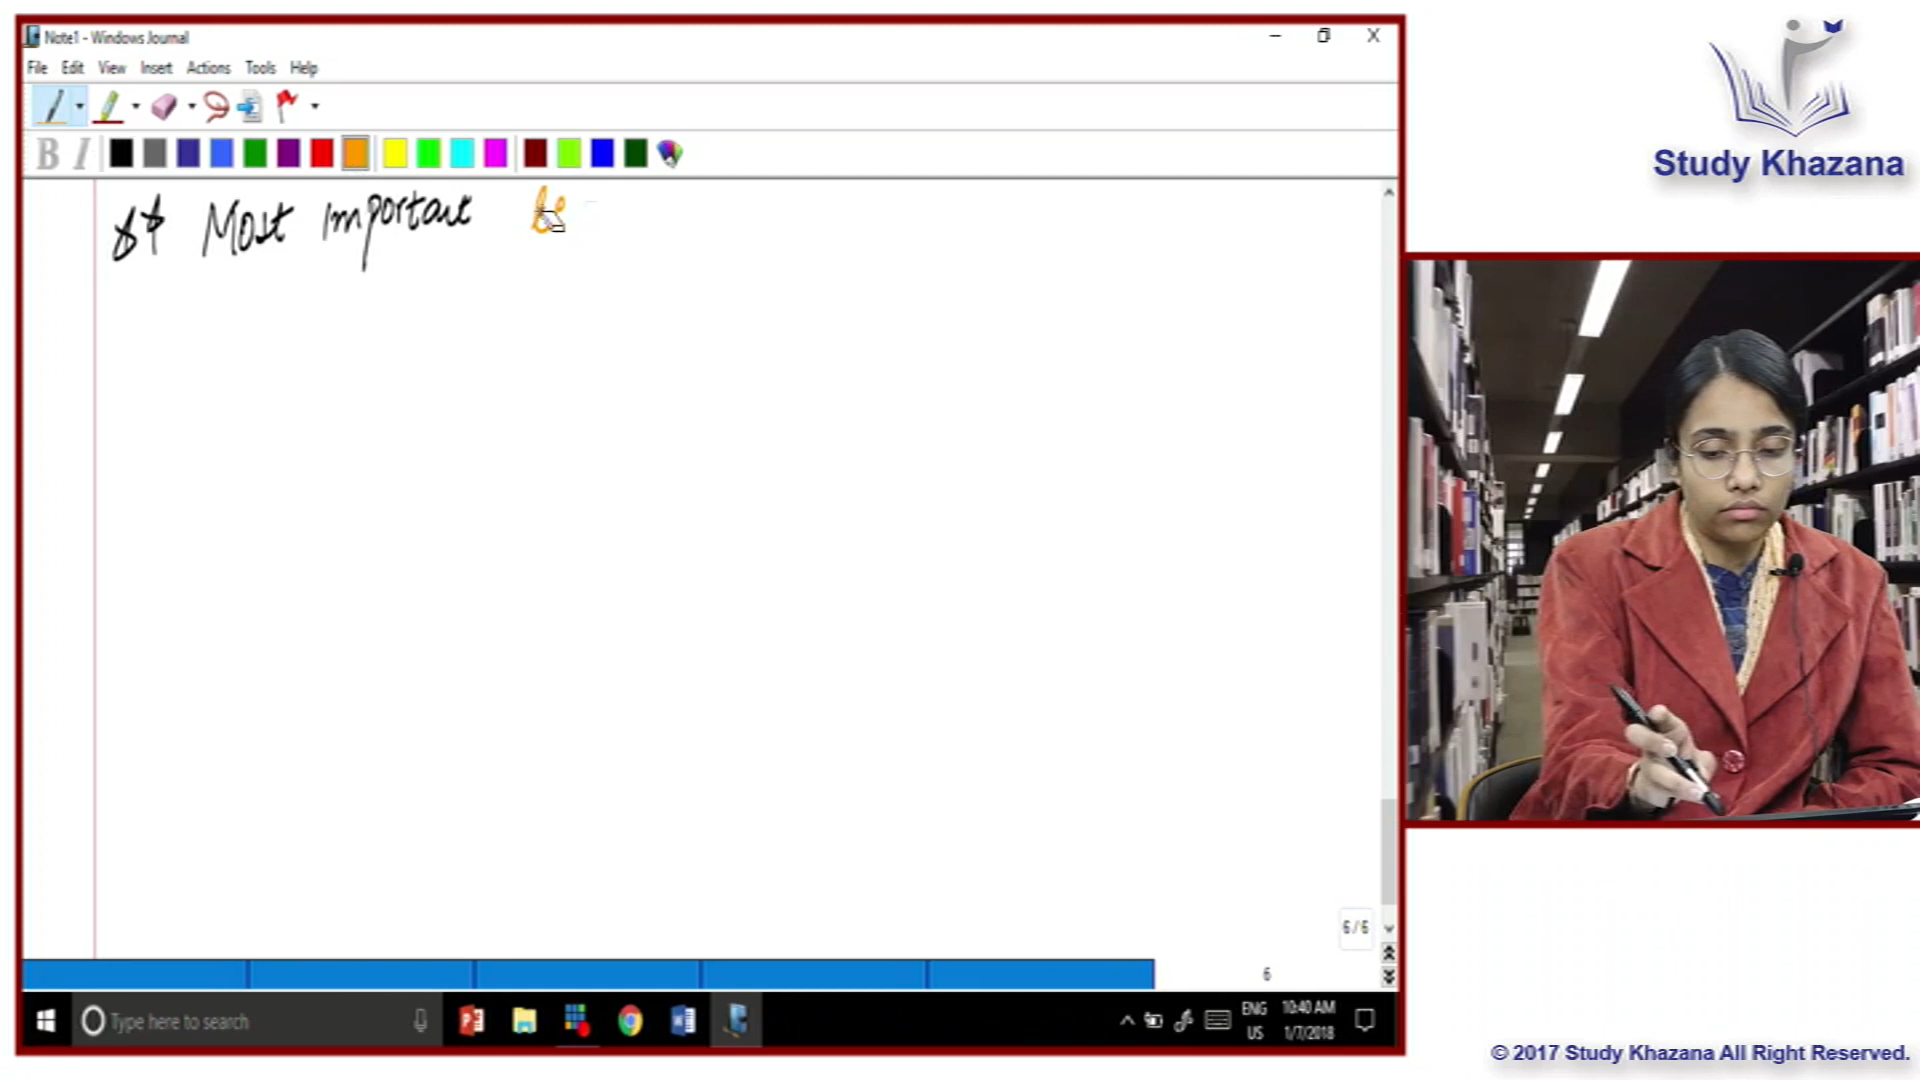 Note1 - Windows Journal
File Edit View Insert Actions Tools Help
B I
Study Khazana
Most Important
6 / 6
6
Type here to search
ENG
US
10:40 AM
1/7/2018
© 2017 Study Khazana All Right Reserved.